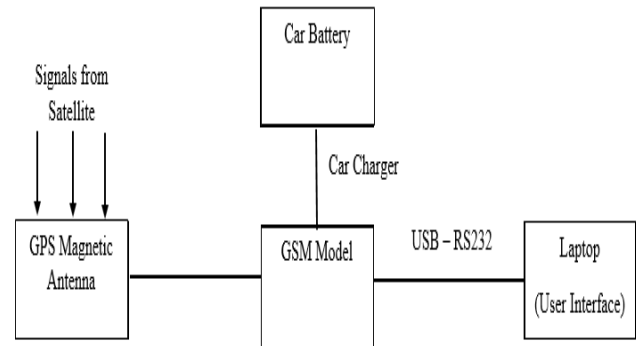 Car Battery
Signals from
Satellite
Car Charger
GPS Magnetic
Antenna
GSM Model
USB – RS232
Laptop
(User Interface)